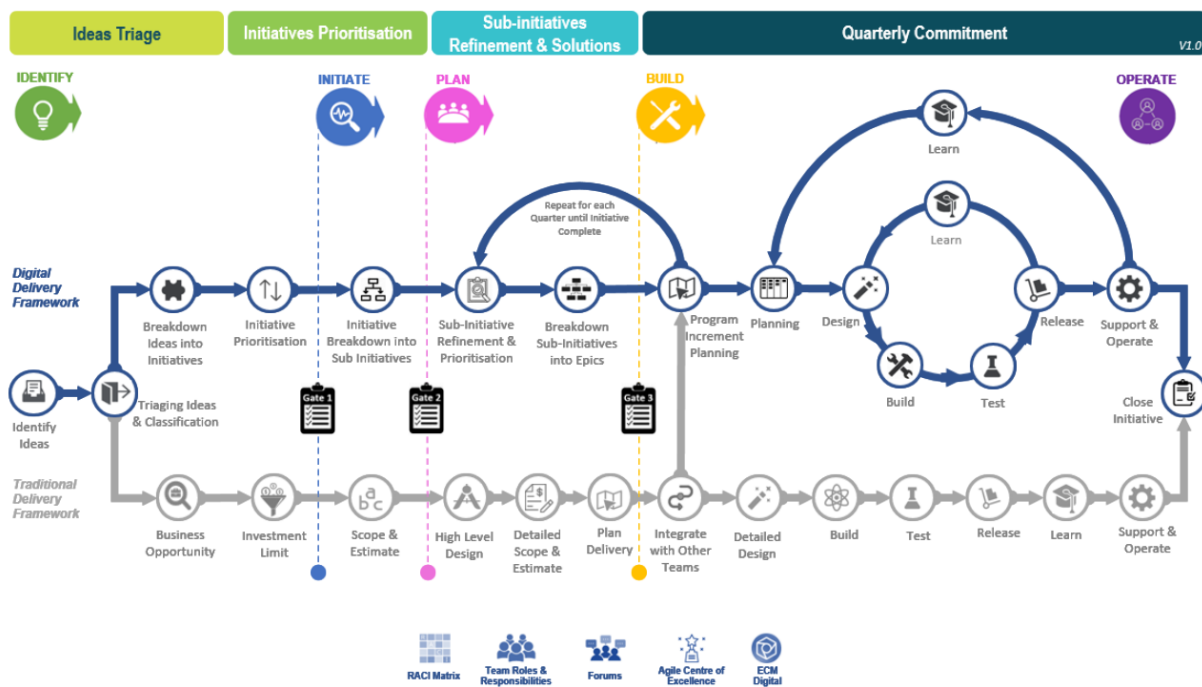 Ideas Triage
Initiatives Prioritisation
Sub-initiatives
Refinement & Solutions
Quarterly Commitment
V1.0
IDENTIFY
INITIATE
PLAN
BUILD
OPERATE
Learn
Repeat for each
Quarter until Initiative
Complete
Learn
Digital
Delivery
Framework
Breakdown
Ideas into
Initiatives
Initiative
Prioritisation
Initiative
Breakdown into
Sub Initiatives
Sub-Initiative
Refinement &
Prioritisation
Breakdown
Sub-Initiatives
into Epics
Program
Increment
Planning
Planning
Design
Build
Test
Release
Support &
Operate
Identify
Ideas
Triaging Ideas
& Classification
Gate 1
Gate 2
Gate 3
Close
Initiative
Traditional
Delivery
Framework
Business
Opportunity
Investment
Limit
a
b c
Scope &
Estimate
High Level
Design
Detailed
Scope &
Estimate
Plan
Delivery
Integrate
with Other
Teams
Detailed
Design
Build
Test
Release
Learn
Support &
Operate
RACI Matrix
Team Roles &
Responsibilities
Forums
Agile Centre of
Excellence
ECM
Digital